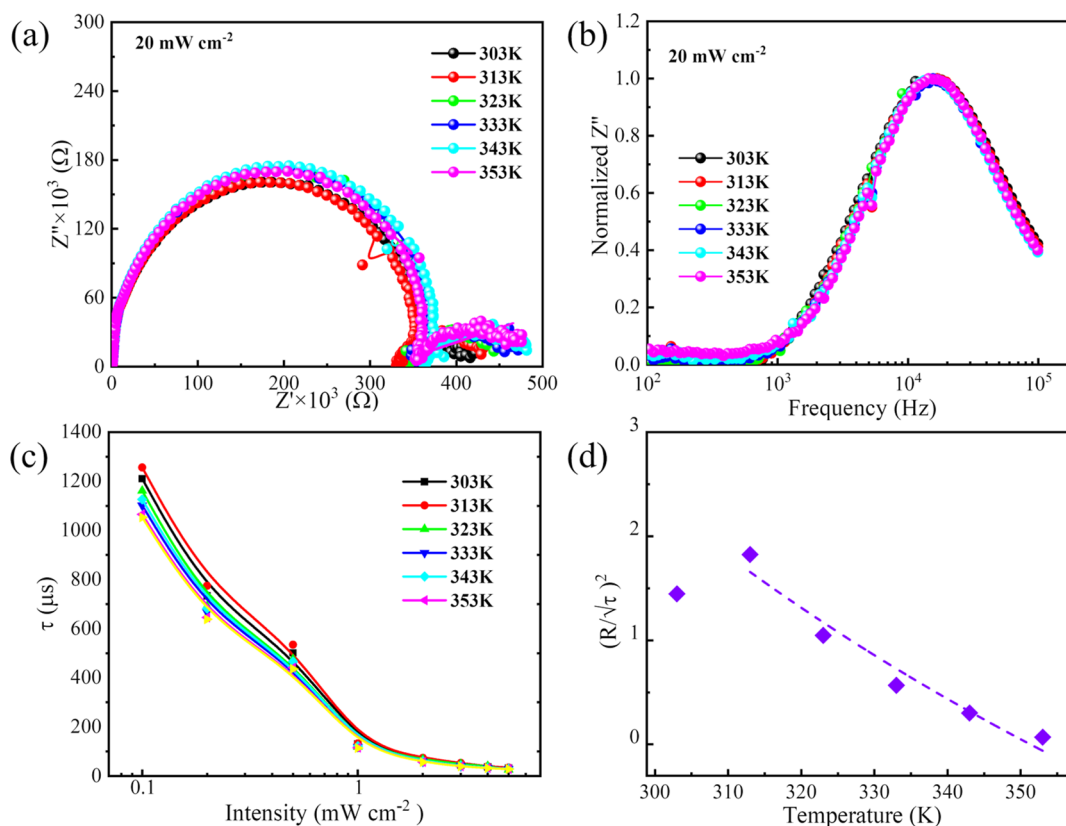 (a)
20 mW cm-2
303K
313K
323K
333K
343K
353K
Z''×10³ (Ω)
300
240
180
120
60
0
0
100
200
300
400
500
Z'×10³ (Ω)
(b)
20 mW cm-2
303K
313K
323K
333K
343K
353K
Normalized Z''
1.2
1.0
0.8
0.6
0.4
0.2
0.0
10²
10³
10⁴
10⁵
Frequency (Hz)
(c)
303K
313K
323K
333K
343K
353K
τ (μs)
1400
1200
1000
800
600
400
200
0
0.1
1
Intensity (mW cm-2 )
(d)
(R/√τ )²
3
2
1
0
300
310
320
330
340
350
Temperature (K)